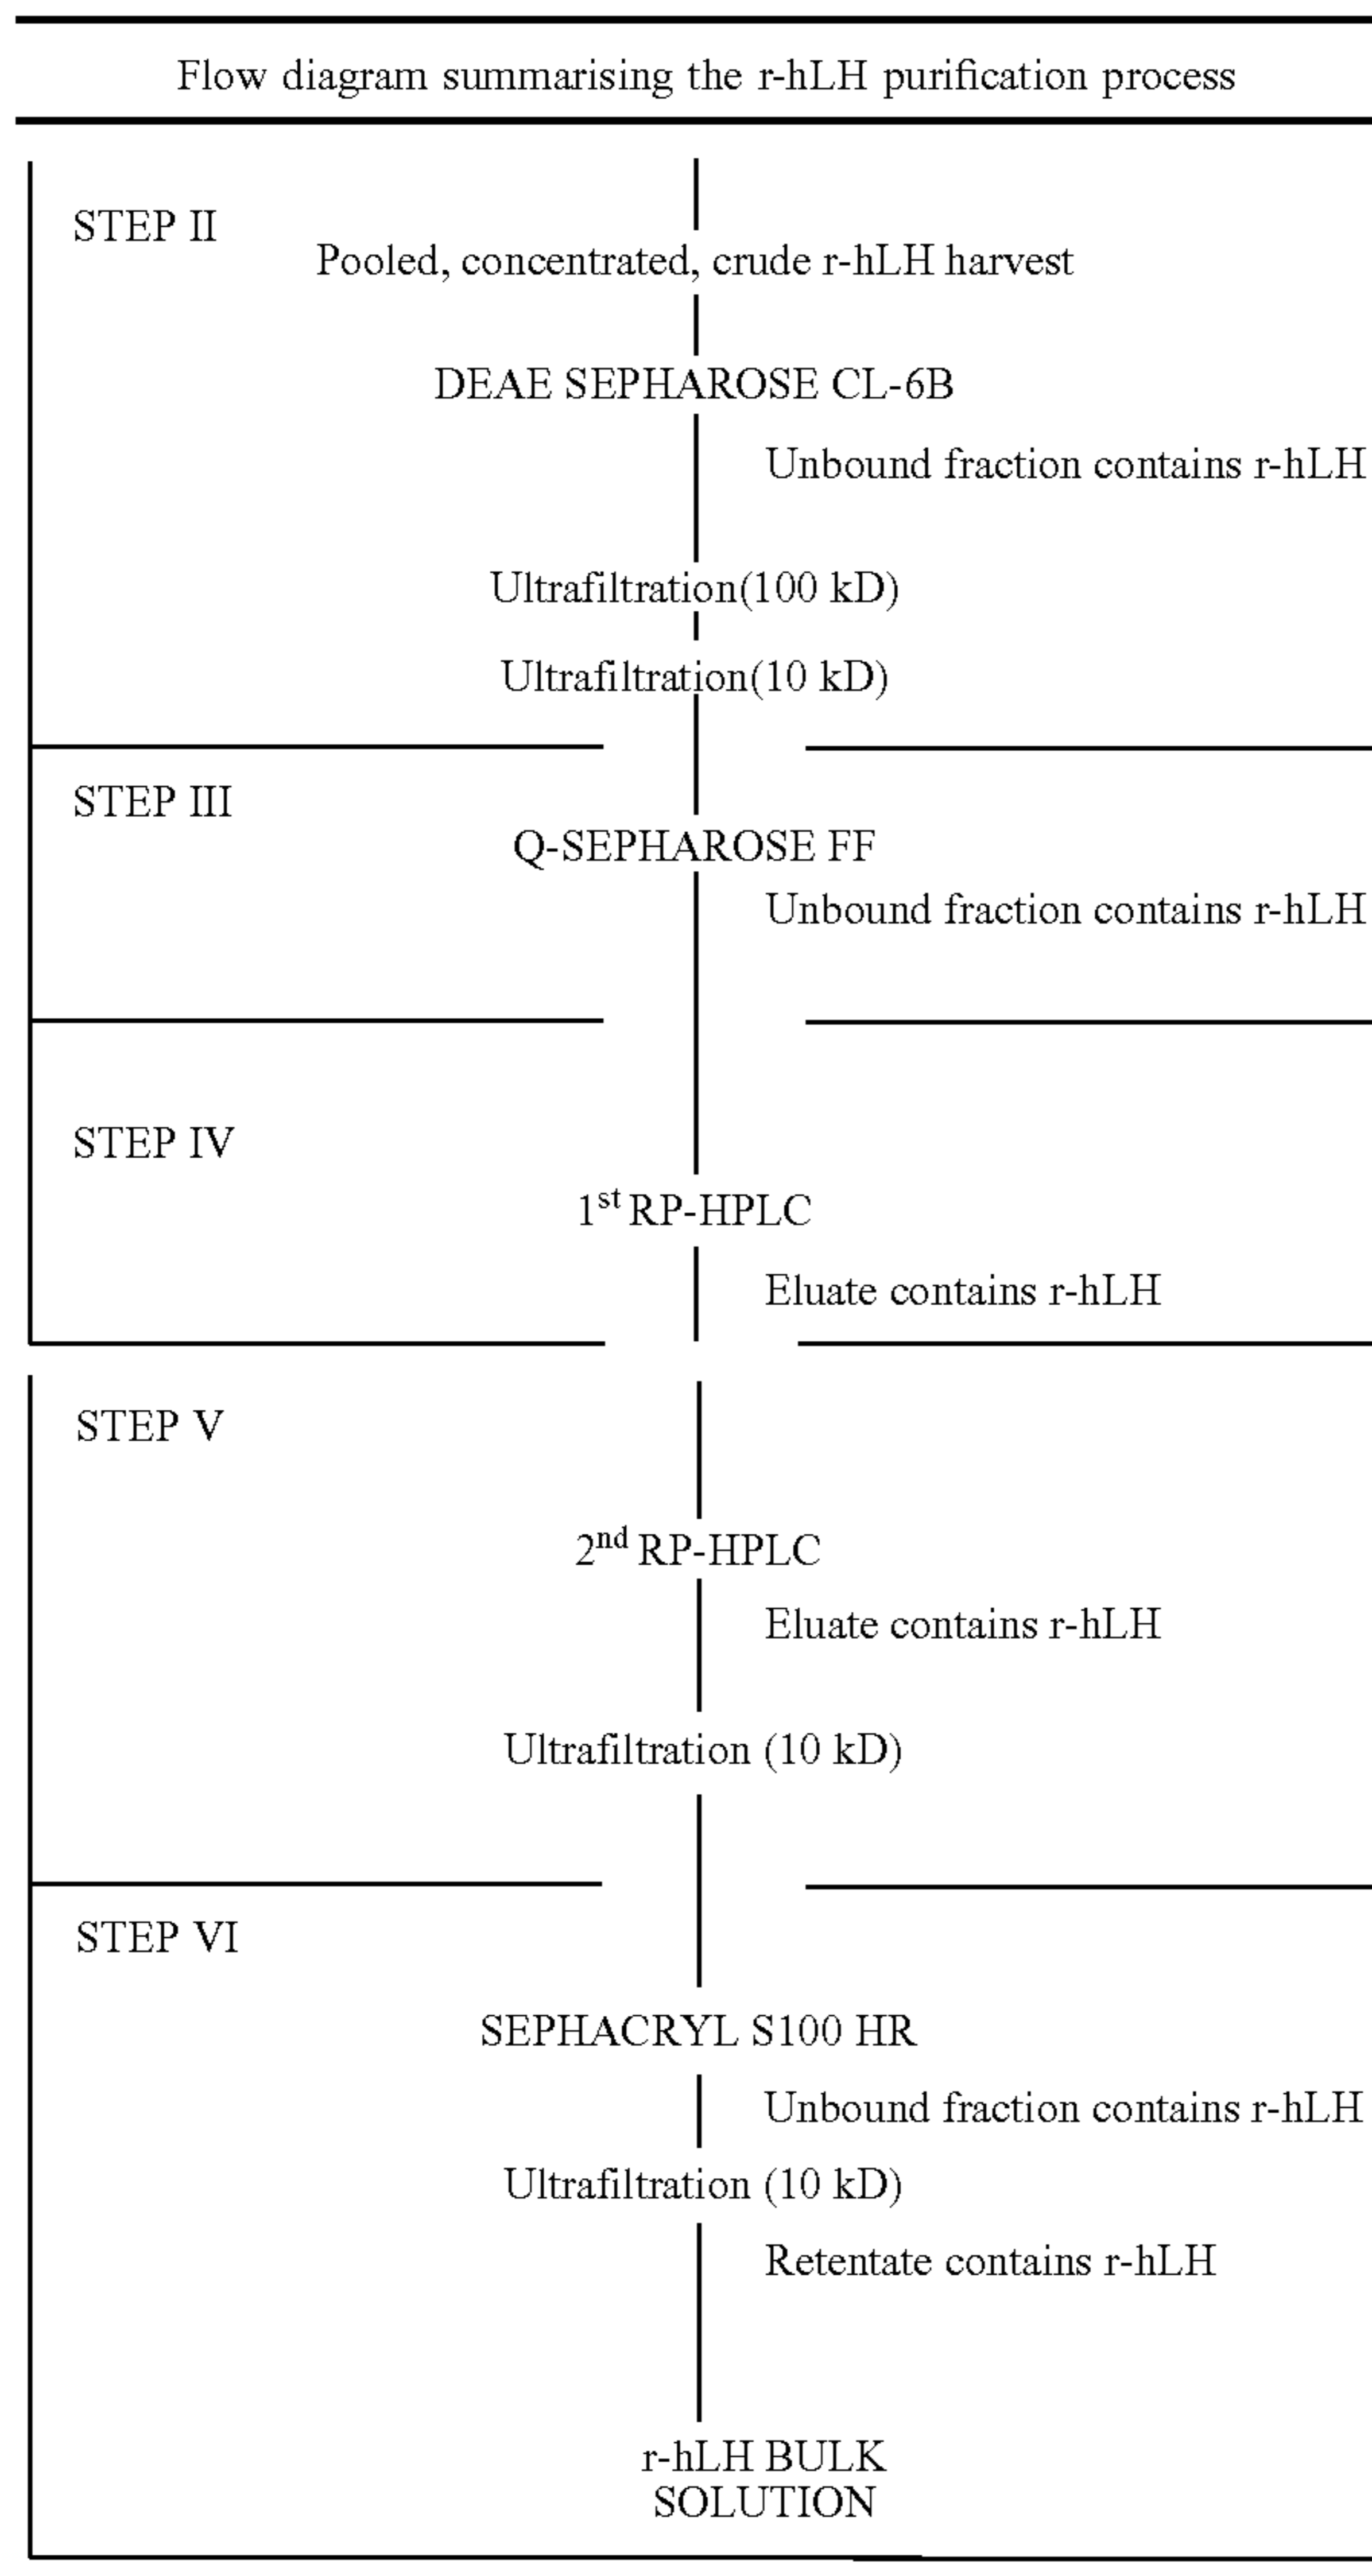 Flow diagram summarising the r-hLH purification process
STEP II
Pooled, concentrated, crude r-hLH harvest
DEAE SEPHAROSE CL-6B
Unbound fraction contains r-hLH
Ultrafiltration(100 kD)
Ultrafiltration(10 kD)
STEP III
Q-SEPHAROSE FF
Unbound fraction contains r-hLH
STEP IV
1st RP-HPLC
Eluate contains r-hLH
STEP V
2nd RP-HPLC
Eluate contains r-hLH
Ultrafiltration (10 kD)
STEP VI
SEPHACRYL S100 HR
Unbound fraction contains r-hLH
Ultrafiltration (10 kD)
Retentate contains r-hLH
r-hLH BULK
SOLUTION